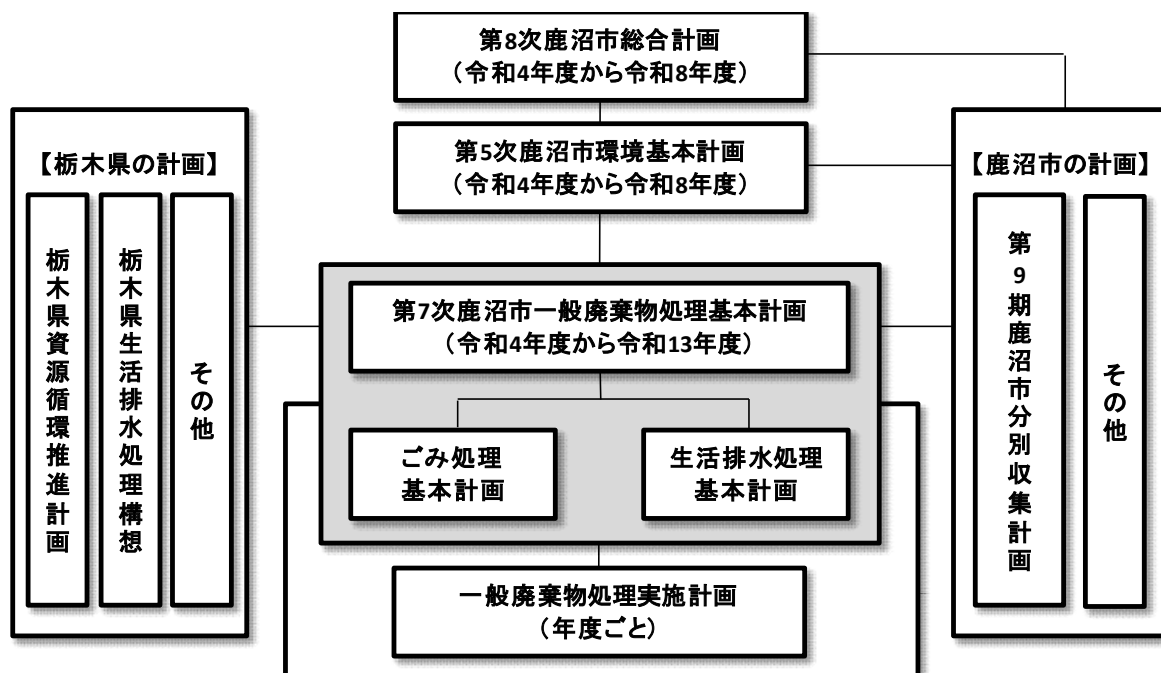 第8次鹿沼市総合計画
（令和4年度から令和8年度）
第5次鹿沼市環境基本計画
（令和4年度から令和8年度）
【栃木県の計画】
栃木県資源循環推進計画
栃木県生活排水処理構想
その他
第7次鹿沼市一般廃棄物処理基本計画
（令和4年度から令和13年度）
ごみ処理
基本計画
生活排水処理
基本計画
一般廃棄物処理実施計画
（年度ごと）
【鹿沼市の計画】
第9期鹿沼市分別収集計画
その他